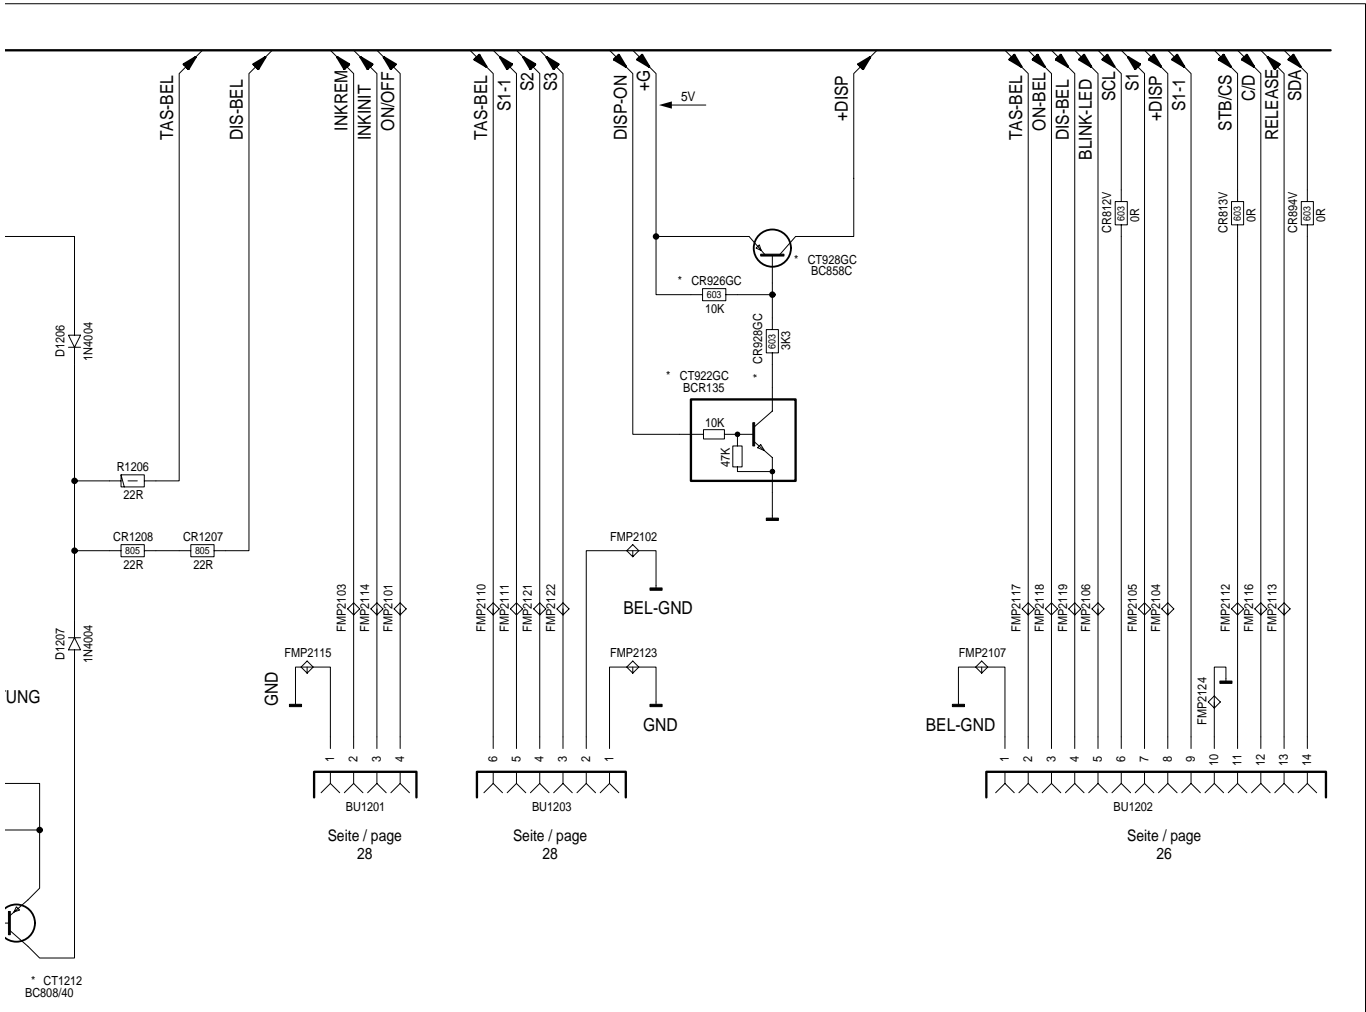 TAS-BEL
DIS-BEL
INKREM
INKINIT
ON/OFF
TAS-BEL
S1-1
S2
S3
DISP-ON
+G
5V
+DISP
TAS-BEL
ON-BEL
DIS-BEL
BLINK-LED
SCL
S1
+DISP
S1-1
STB/CS
C/D
RELEASE
SDA
CR812V
603
0R
CR813V
603
0R
CR894V
603
0R
* CT928GC
BC858C
* CR926GC
603
10K
CR928GC
603
3K3
* CT922GC *
BCR135
10K
47K
D1206
1N4004
R1206
22R
CR1208
805
22R
CR1207
805
22R
D1207
1N4004
FMP2103
FMP2114
FMP2101
FMP2110
FMP2111
FMP2121
FMP2122
FMP2102
BEL-GND
FMP2117
FMP2118
FMP2119
FMP2106
FMP2105
FMP2104
FMP2112
FMP2116
FMP2113
FMP2115
GND
FMP2123
GND
FMP2107
BEL-GND
FMP2124
UNG
1 2 3 4
BU1201
Seite / page
28
6 5 4 3 2 1
BU1203
Seite / page
28
1 2 3 4 5 6 7 8 9 10 11 12 13 14
BU1202
Seite / page
26
* CT1212
BC808/40